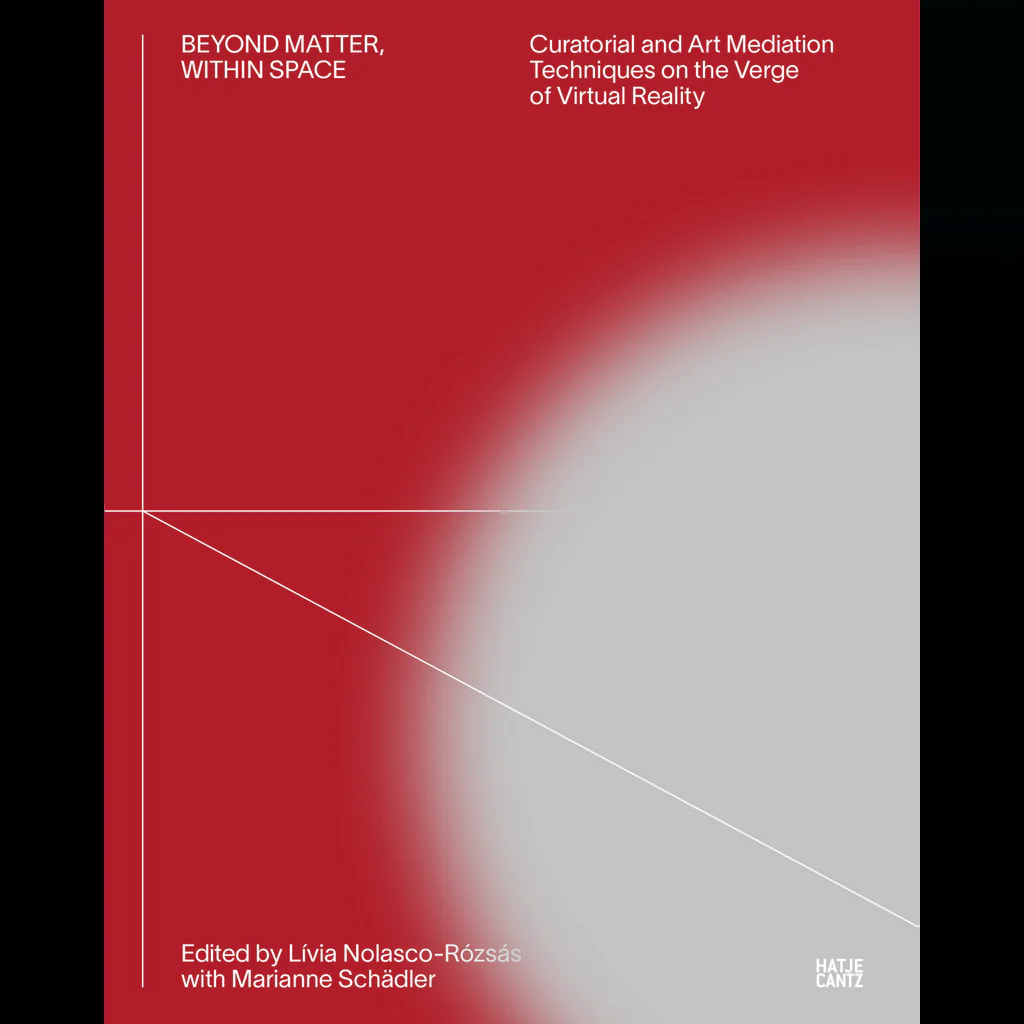 BEYOND MATTER,
WITHIN SPACE
Curatorial and Art Mediation
Techniques on the Verge
of Virtual Reality
Edited by Lívia Nolasco-Rózsás
with Marianne Schädler
HATJE
CANTZ